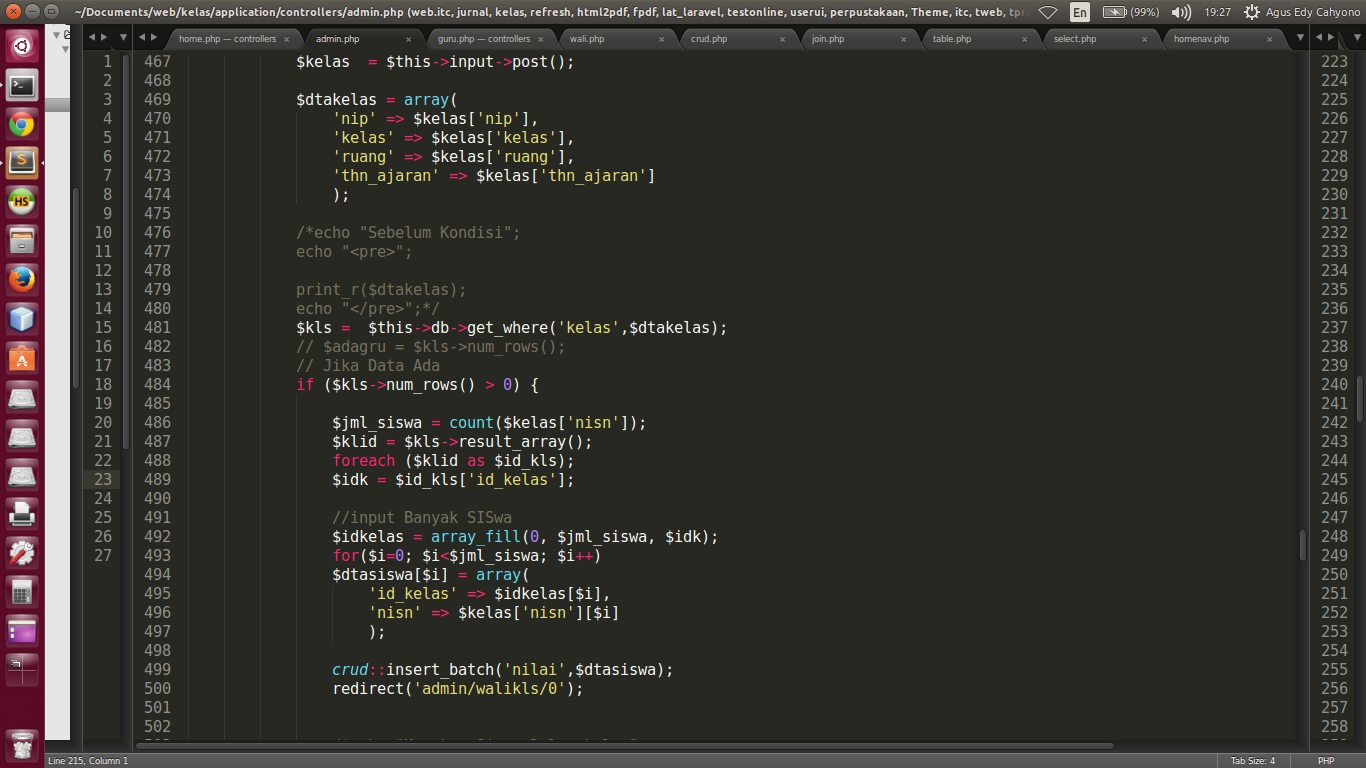 ~/Documents/web/kelas/application/controllers/admin.php (web.itc, jurnal, kelas, refresh, html2pdf, fpdf, lat_laravel, testonline, userui, perpustakaan, Theme, itc, tweb,
En (99%) 19:27 Agus Edy Cahyono
home.php — controllers × admin.php × guru.php — controllers × wali.php × crud.php × join.php × table.php × select.php × homenav.php ×
1 467 $kelas  = $this->input->post(); 223
2 468 224
3 469 $dtakelas = array( 225
4 470 'nip' => $kelas['nip'], 226
5 471 'kelas' => $kelas['kelas'], 227
6 472 'ruang' => $kelas['ruang'], 228
7 473 'thn_ajaran' => $kelas['thn_ajaran'] 229
8 474 ); 230
9 475 231
10 476 /*echo "Sebelum Kondisi"; 232
11 477 echo "<pre>"; 233
12 478 234
13 479 print_r($dtakelas); 235
14 480 echo "</pre>";*/ 236
15 481 $kls =  $this->db->get_where('kelas',$dtakelas); 237
16 482 // $adagru = $kls->num_rows(); 238
17 483 // Jika Data Ada 239
18 484 if ($kls->num_rows() > 0) { 240
19 485 241
20 486 $jml_siswa = count($kelas['nisn']); 242
21 487 $klid = $kls->result_array(); 243
22 488 foreach ($klid as $id_kls); 244
23 489 $idk = $id_kls['id_kelas']; 245
24 490 246
25 491 //input Banyak SISwa 247
26 492 $idkelas = array_fill(0, $jml_siswa, $idk); 248
27 493 for($i=0; $i<$jml_siswa; $i++) 249
494 $dtasiswa[$i] = array( 250
495 'id_kelas' => $idkelas[$i], 251
496 'nisn' => $kelas['nisn'][$i] 252
497 ); 253
498 254
499 crud::insert_batch('nilai',$dtasiswa); 255
500 redirect('admin/walikls/0'); 256
501 257
502 258
Line 215, Column 1 Tab Size: 4 PHP